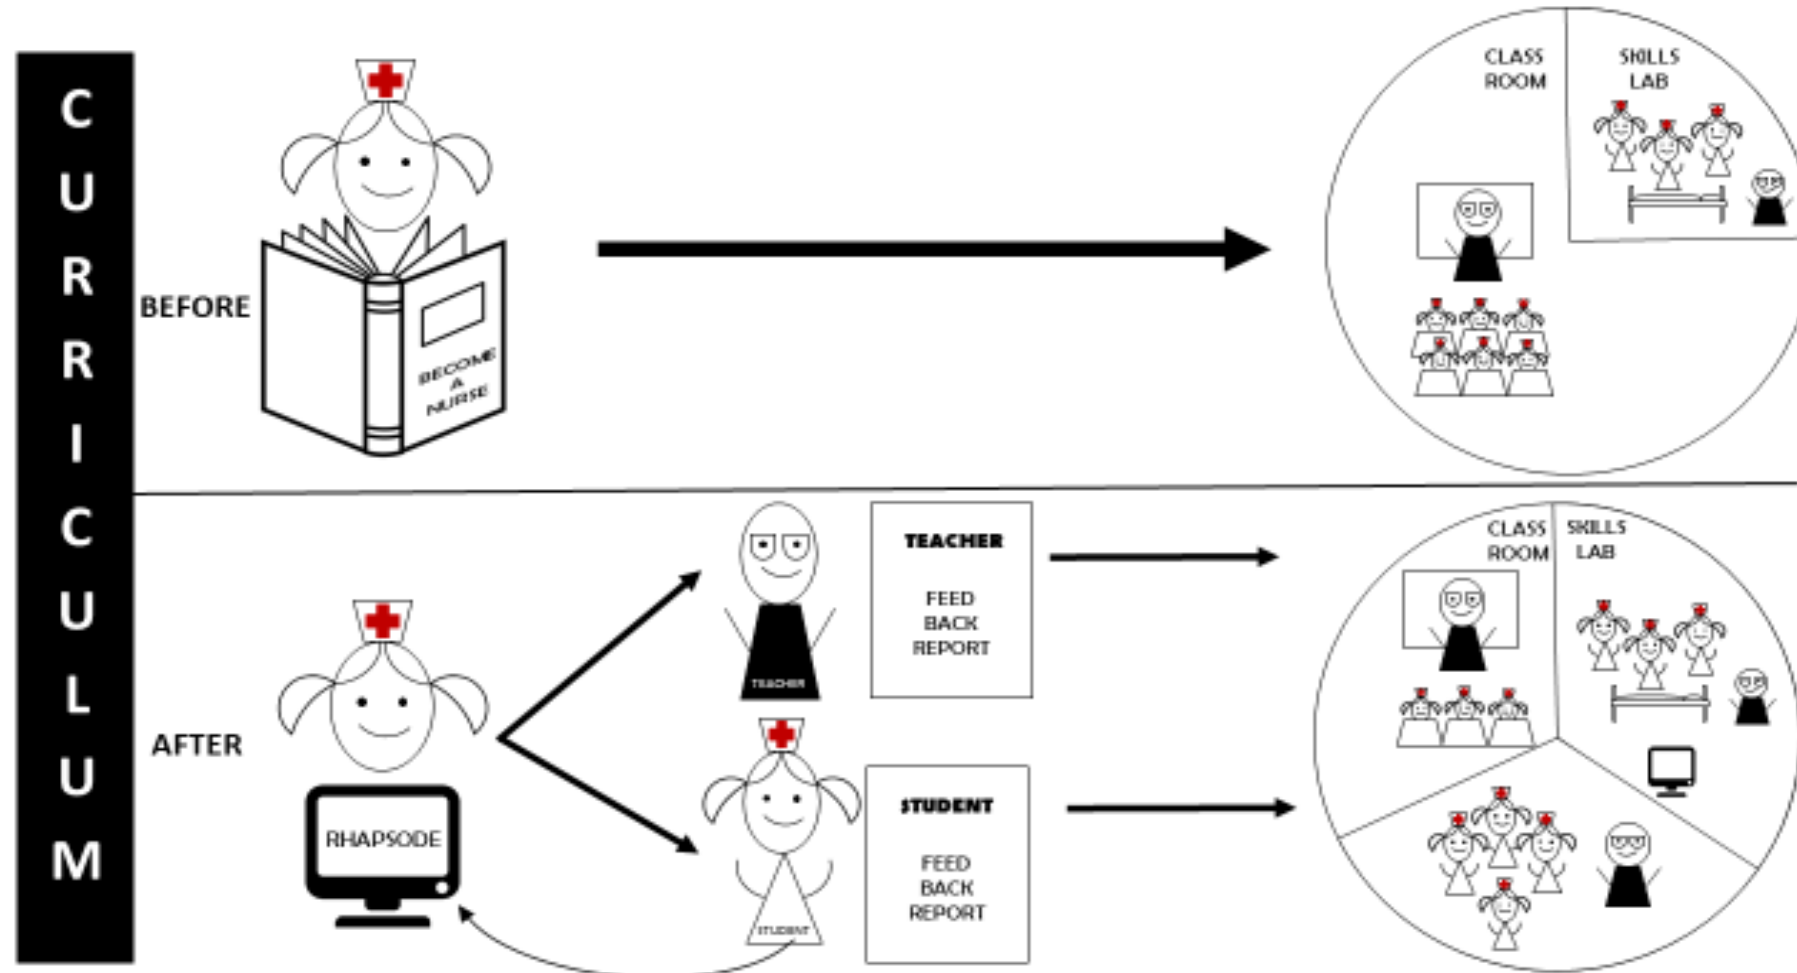 C
U
R
R
I
C
U
L
U
M
BEFORE
BECOME
A
NURSE
CLASS
ROOM
SKILLS
LAB
AFTER
RHAPSODE
TEACHER
TEACHER
FEED
BACK
REPORT
STUDENT
STUDENT
FEED
BACK
REPORT
CLASS
ROOM
SKILLS
LAB